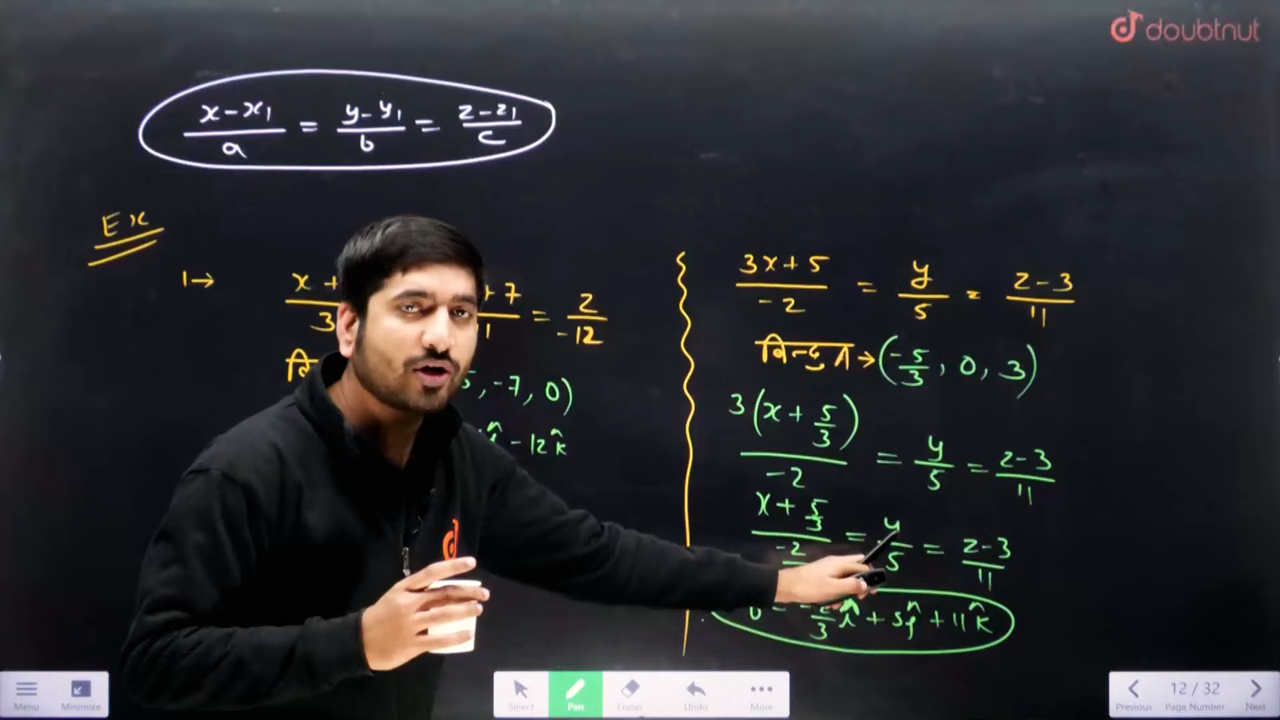 doubtnut
x-x₁/a = y-y₁/b = z-z₁/c
Ex
1→
x+ /3 +7/1 = z/-12
बि
5, -7, 0)
- 12k̂
3x+5/-2 = y/5 = z-3/11
बिन्दु → (-5/3, 0, 3)
3(x+5/3)/-2 = y/5 = z-3/11
x+5/3/-2 = y/5 = z-3/11
-2/3 î + 5ĵ + 11k̂
Menu
Minimize
Select
Pen
Eraser
Undo
More
Previous
12 / 32
Page Number
Next